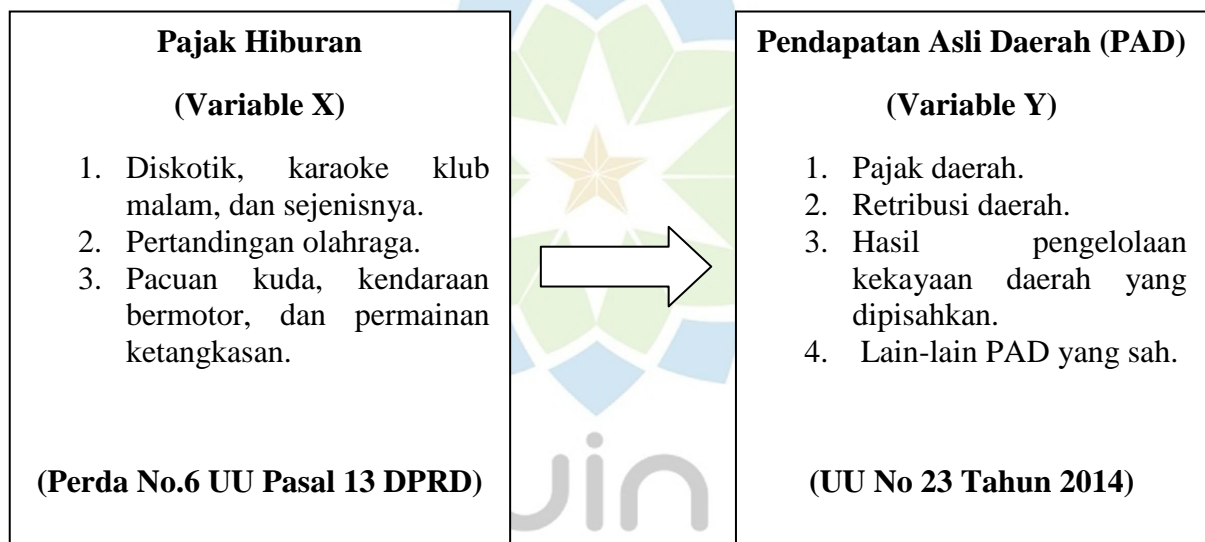 Pajak Hiburan
(Variable X)
1. Diskotik, karaoke klub
malam, dan sejenisnya.
2. Pertandingan olahraga.
3. Pacuan kuda, kendaraan
bermotor, dan permainan
ketangkasan.
(Perda No.6 UU Pasal 13 DPRD)
Pendapatan Asli Daerah (PAD)
(Variable Y)
1. Pajak daerah.
2. Retribusi daerah.
3. Hasil pengelolaan
kekayaan daerah yang
dipisahkan.
4. Lain-lain PAD yang sah.
(UU No 23 Tahun 2014)
uin